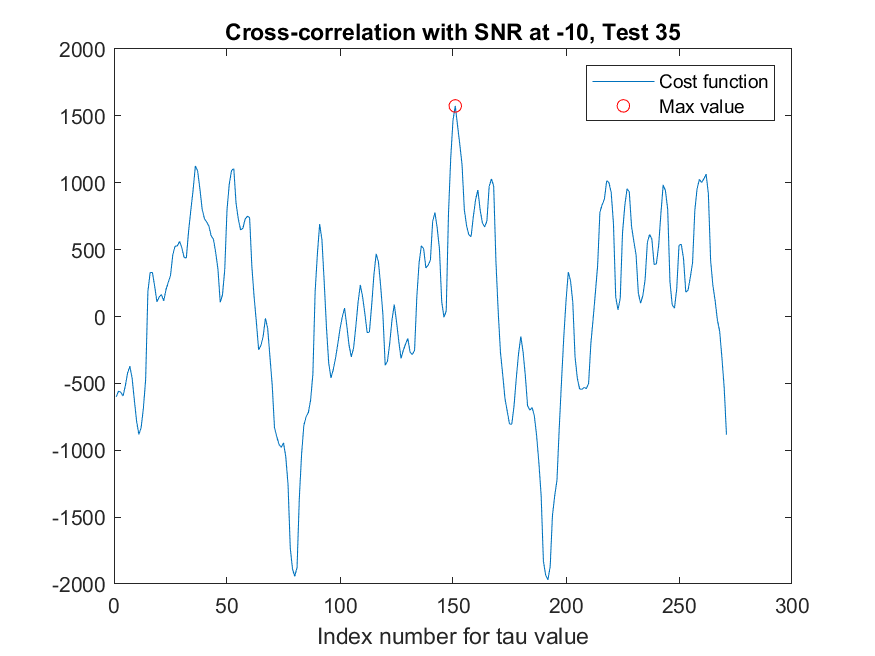 Cross-correlation with SNR at -10, Test 35
2000
1500
1000
500
0
-500
-1000
-1500
-2000
Cost function
Max value
0 50 100 150 200 250 300
Index number for tau value